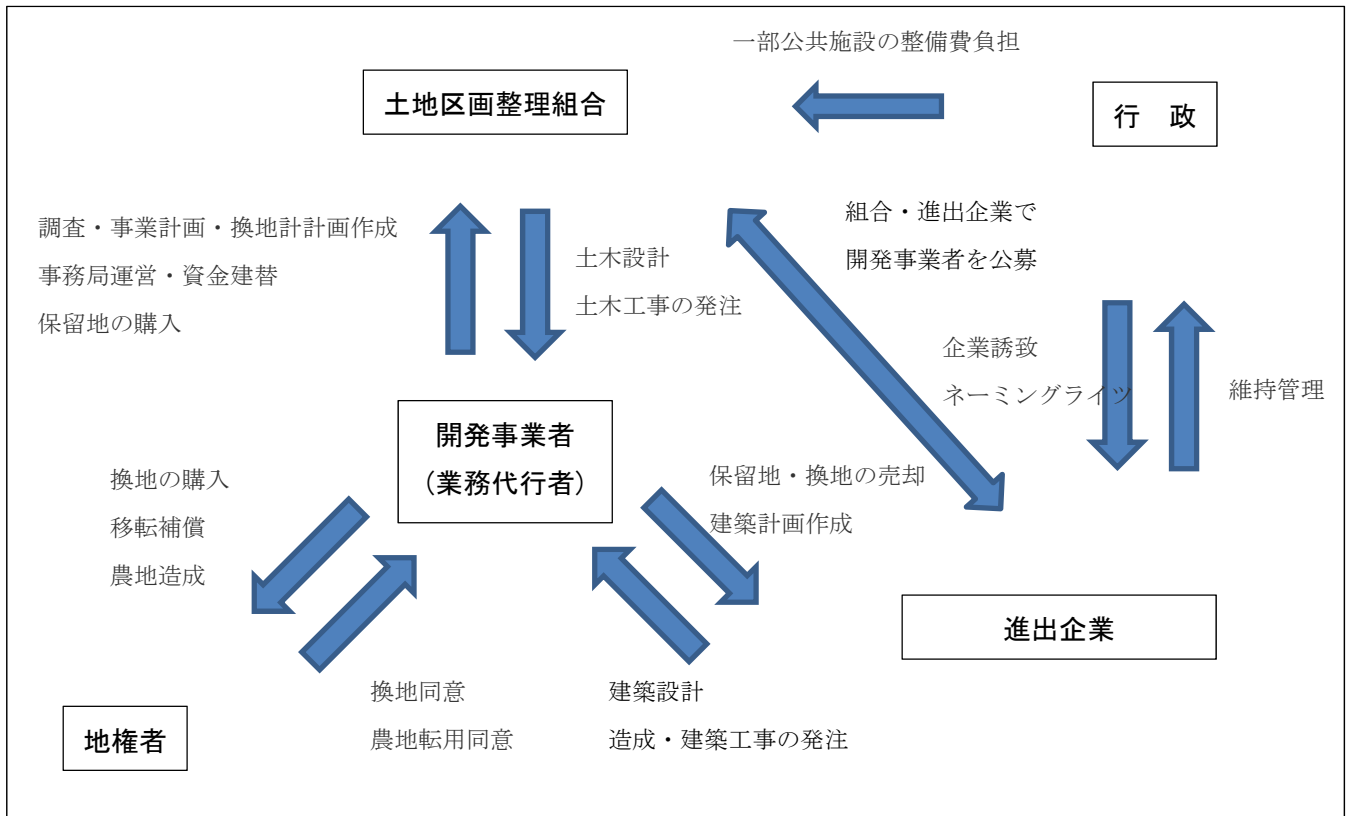 一部公共施設の整備費負担
土地区画整理組合
行　政
調査・事業計画・換地計計画作成
事務局運営・資金建替
保留地の購入
土木設計
土木工事の発注
組合・進出企業で
開発事業者を公募
企業誘致
ネーミングライツ
維持管理
開発事業者
（業務代行者）
換地の購入
移転補償
農地造成
保留地・換地の売却
建築計画作成
進出企業
換地同意
農地転用同意
建築設計
造成・建築工事の発注
地権者